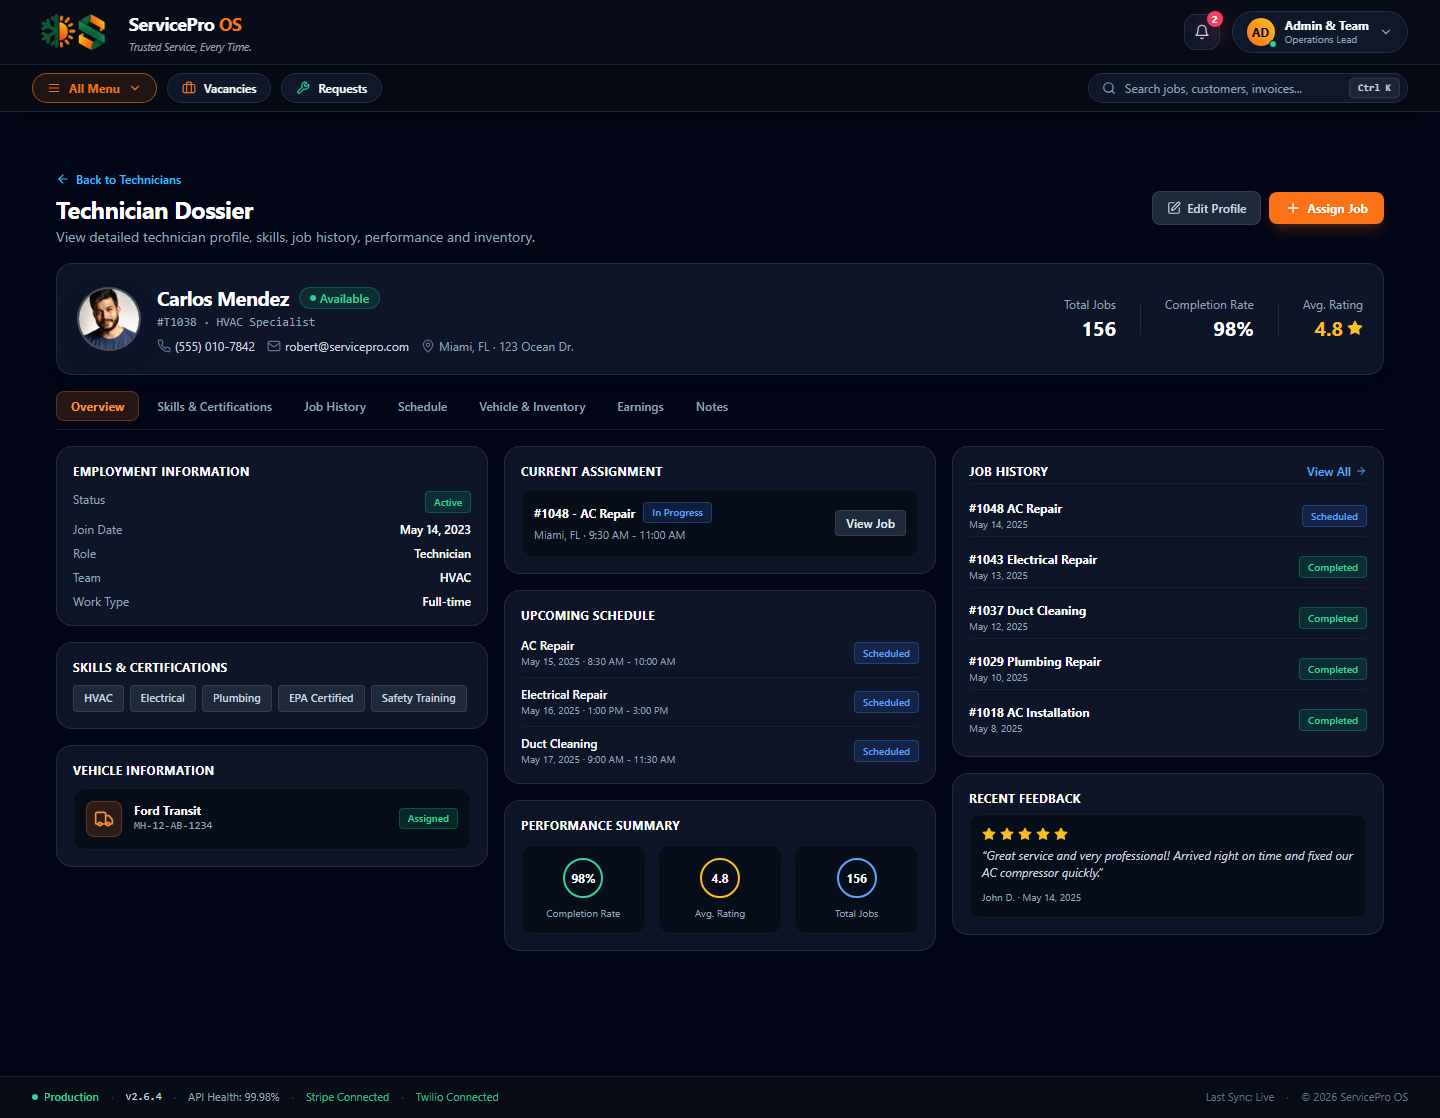 ServicePro OS
Trusted Service, Every Time.
2
AD
Admin & Team
Operations Lead
All Menu
Vacancies
Requests
Search jobs, customers, invoices...
Ctrl K
Back to Technicians
Technician Dossier
View detailed technician profile, skills, job history, performance and inventory.
Edit Profile
Assign Job
Carlos Mendez
Available
#T1038 · HVAC Specialist
(555) 010-7842
robert@servicepro.com
Miami, FL · 123 Ocean Dr.
Total Jobs
156
Completion Rate
98%
Avg. Rating
4.8
Overview
Skills & Certifications
Job History
Schedule
Vehicle & Inventory
Earnings
Notes
EMPLOYMENT INFORMATION
Status Active
Join Date May 14, 2023
Role Technician
Team HVAC
Work Type Full-time
SKILLS & CERTIFICATIONS
HVAC
Electrical
Plumbing
EPA Certified
Safety Training
VEHICLE INFORMATION
Ford Transit
MH-12-AB-1234
Assigned
CURRENT ASSIGNMENT
#1048 - AC Repair In Progress
Miami, FL · 9:30 AM - 11:00 AM
View Job
UPCOMING SCHEDULE
AC Repair
May 15, 2025 · 8:30 AM - 10:00 AM
Scheduled
Electrical Repair
May 16, 2025 · 1:00 PM - 3:00 PM
Scheduled
Duct Cleaning
May 17, 2025 · 9:00 AM - 11:30 AM
Scheduled
PERFORMANCE SUMMARY
98%
Completion Rate
4.8
Avg. Rating
156
Total Jobs
JOB HISTORY
View All
#1048 AC Repair
May 14, 2025
Scheduled
#1043 Electrical Repair
May 13, 2025
Completed
#1037 Duct Cleaning
May 12, 2025
Completed
#1029 Plumbing Repair
May 10, 2025
Completed
#1018 AC Installation
May 8, 2025
Completed
RECENT FEEDBACK
“Great service and very professional! Arrived right on time and fixed our
AC compressor quickly.”
John D. · May 14, 2025
Production · v2.6.4 · API Health: 99.98% · Stripe Connected · Twilio Connected
Last Sync: Live · © 2026 ServicePro OS